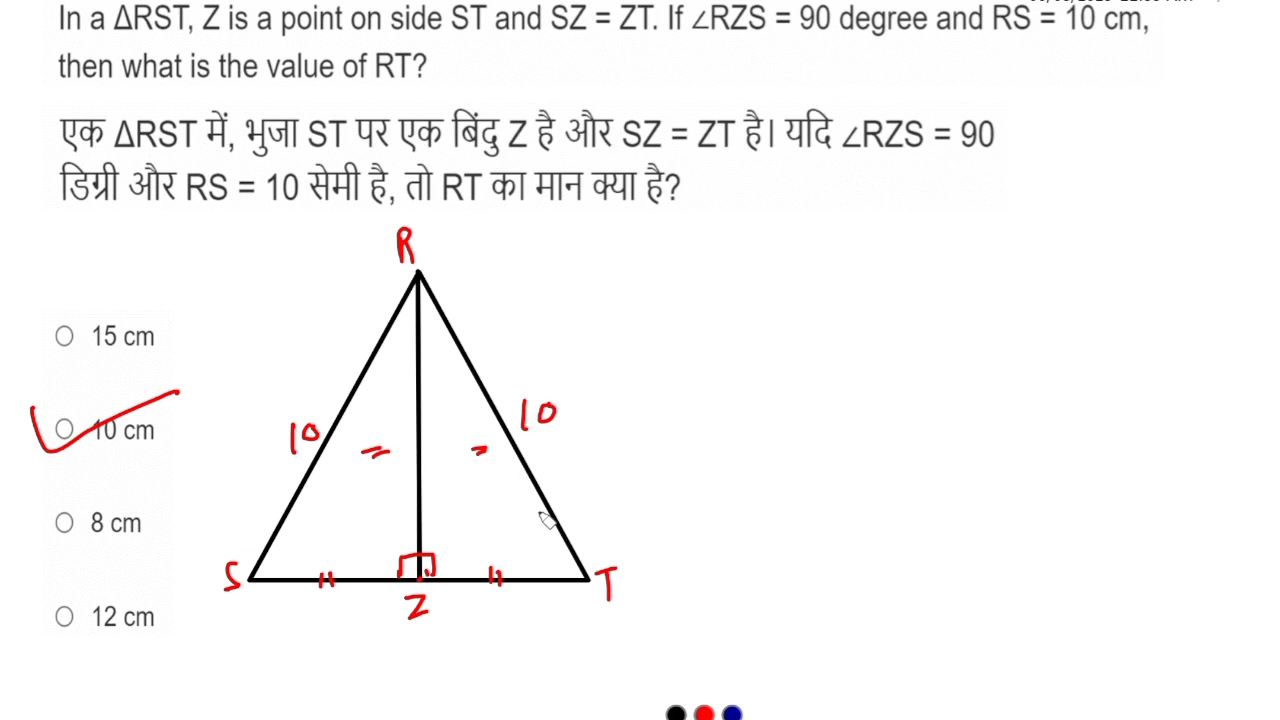 In a ΔRST, Z is a point on side ST and SZ = ZT. If ∠RZS = 90 degree and RS = 10 cm,
then what is the value of RT?
एक ΔRST में, भुजा ST पर एक बिंदु Z है और SZ = ZT है। यदि ∠RZS = 90
डिग्री और RS = 10 सेमी है, तो RT का मान क्या है?
R
15 cm
10 cm
10
10
8 cm
S
Z
T
12 cm